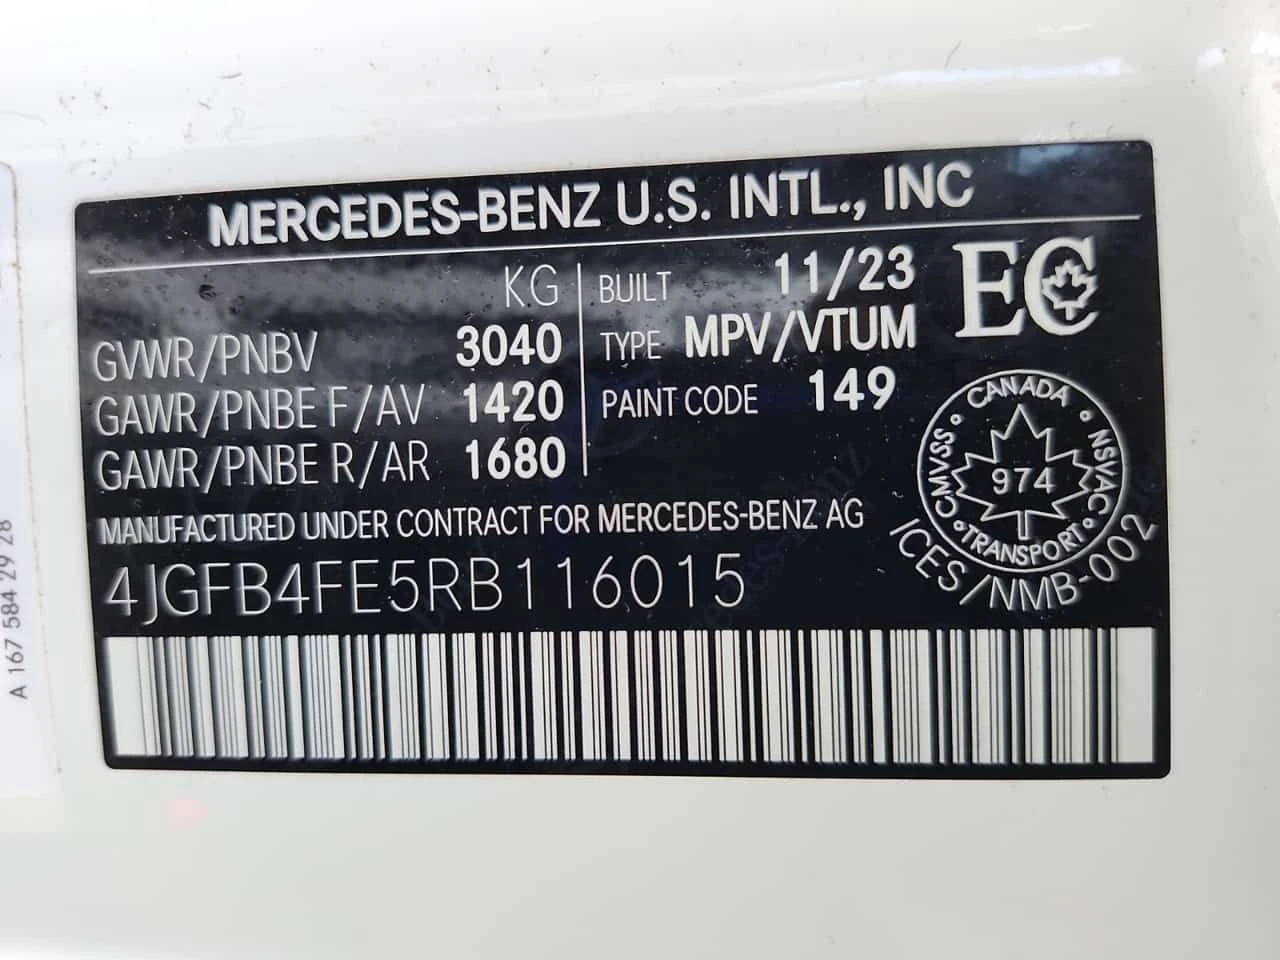 MERCEDES-BENZ U.S. INTL., INC
KG
GVWR/PNBV 3040
GAWR/PNBE F/AV 1420
GAWR/PNBE R/AR 1680
BUILT 11/23
TYPE MPV/VTUM
PAINT CODE 149
EC
CANADA
CMVSS 974 NSVAC
TRANSPORT
ICES/NMB-002
MANUFACTURED UNDER CONTRACT FOR MERCEDES-BENZ AG
4JGFB4FE5RB116015
A 167 584 29 28